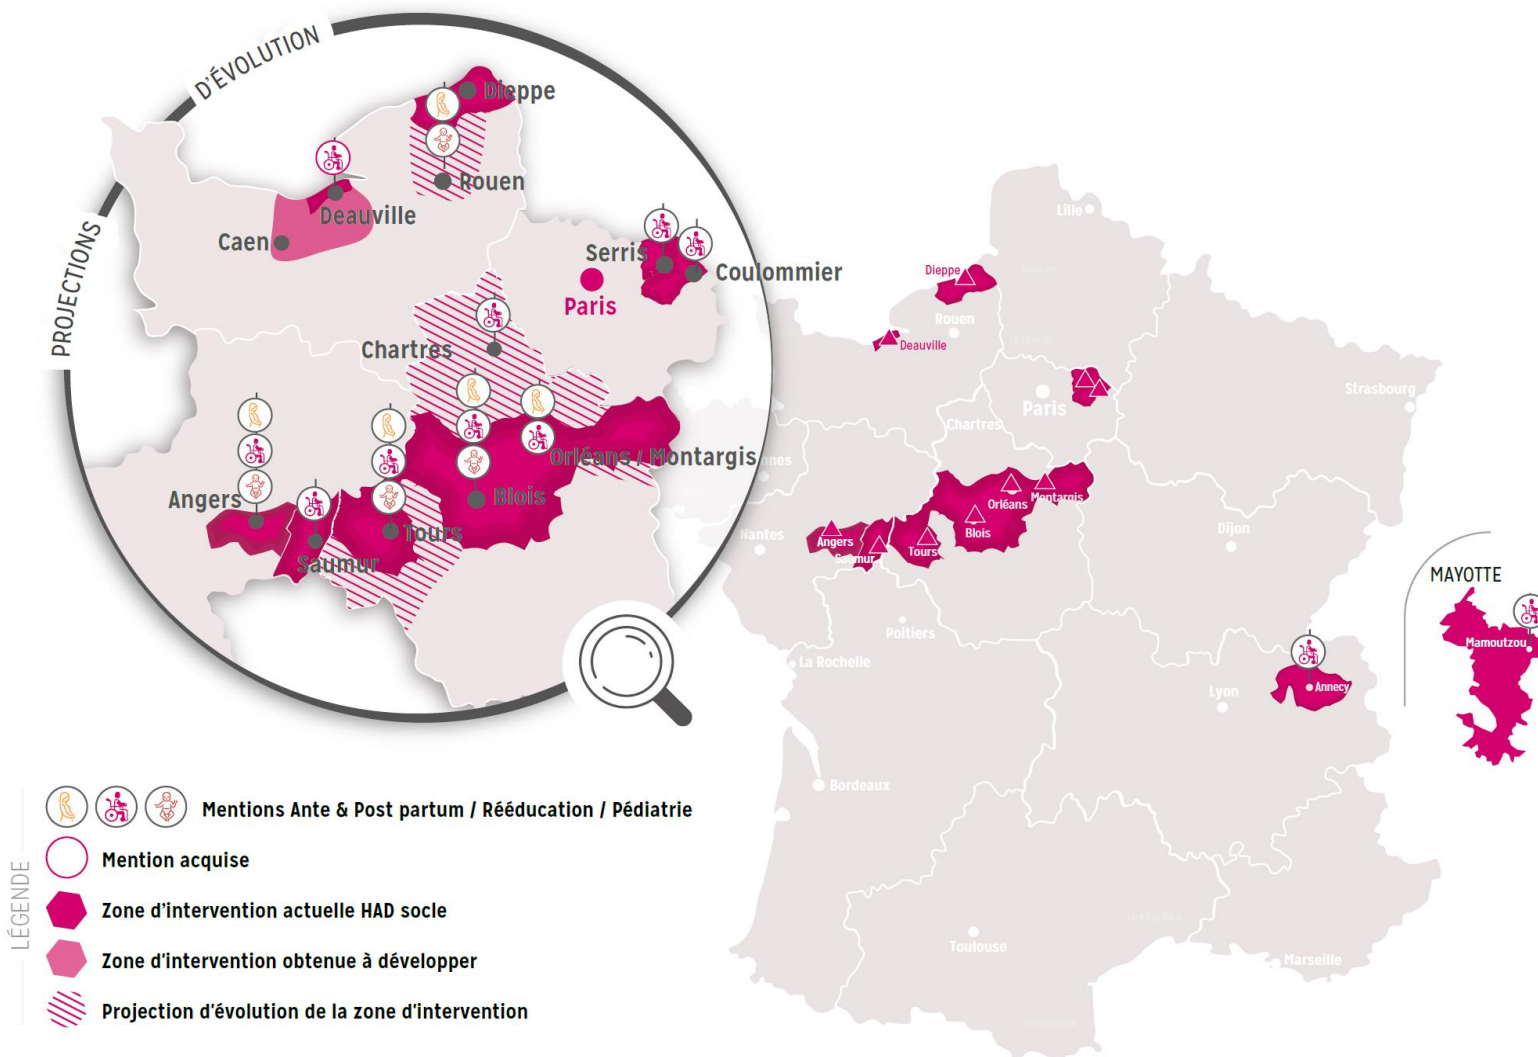 PROJECTIONS
D'ÉVOLUTION
Dieppe
Rouen
Deauville
Caen
Serris
Coulommier
Paris
Chartres
Orléans / Montargis
Angers
Blois
Tours
Saumur
Lille
Dieppe
Rouen
Deauville
Strasbourg
Paris
Chartres
nnes
Orléans
Montargis
Nantes
Angers
Blois
Dijon
Saumur
Tours
MAYOTTE
Poitiers
Mamoutzou
La Rochelle
Lyon
Annecy
Bordeaux
Toulouse
Marseille
LÉGENDE
Mentions Ante & Post partum / Rééducation / Pédiatrie
Mention acquise
Zone d'intervention actuelle HAD socle
Zone d'intervention obtenue à développer
Projection d'évolution de la zone d'intervention